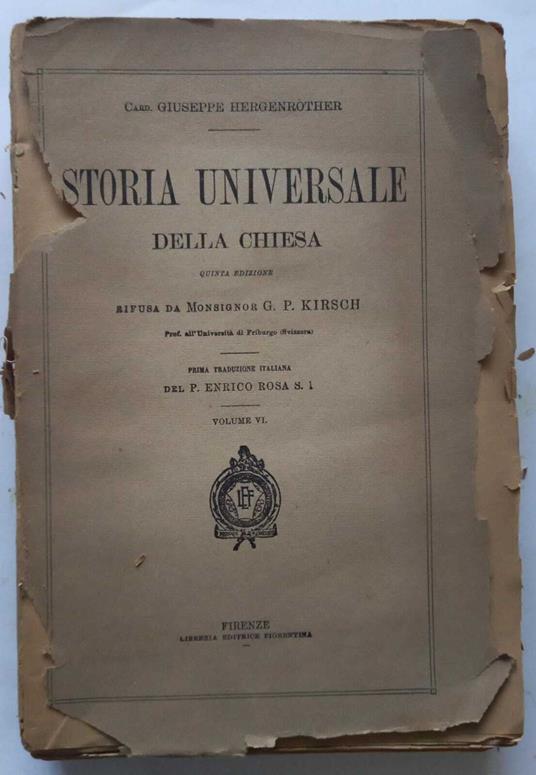 CARD. GIUSEPPE HERGENRÖTHER
STORIA UNIVERSALE
DELLA CHIESA
QUINTA EDIZIONE
RIFUSA DA MONSIGNOR G. P. KIRSCH
Prof. all'Università di Friburgo (Svizzera)
PRIMA TRADUZIONE ITALIANA
DEL P. ENRICO ROSA S. I
VOLUME VI.
LEF
FIRENZE
LIBRERIA EDITRICE FIORENTINA